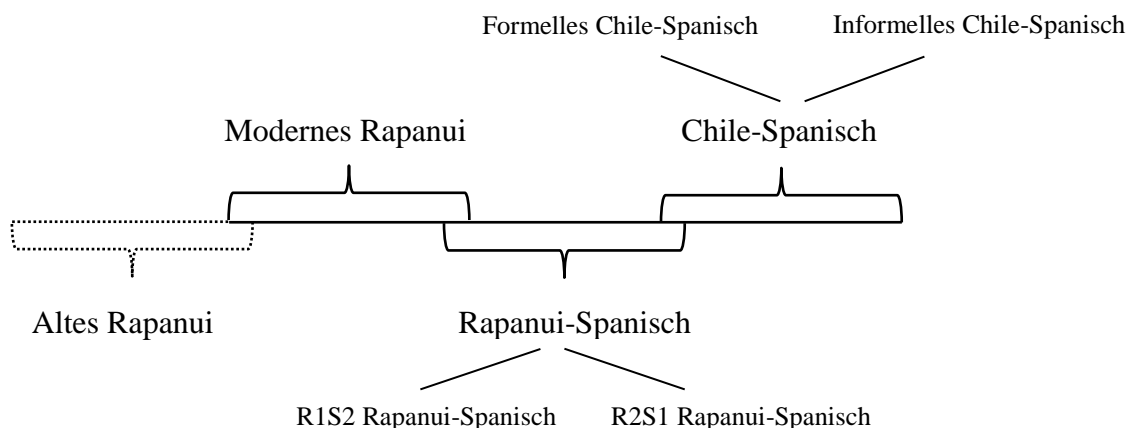 Formelles Chile-Spanisch Informelles Chile-Spanisch
Modernes Rapanui Chile-Spanisch
Altes Rapanui Rapanui-Spanisch
R1S2 Rapanui-Spanisch R2S1 Rapanui-Spanisch